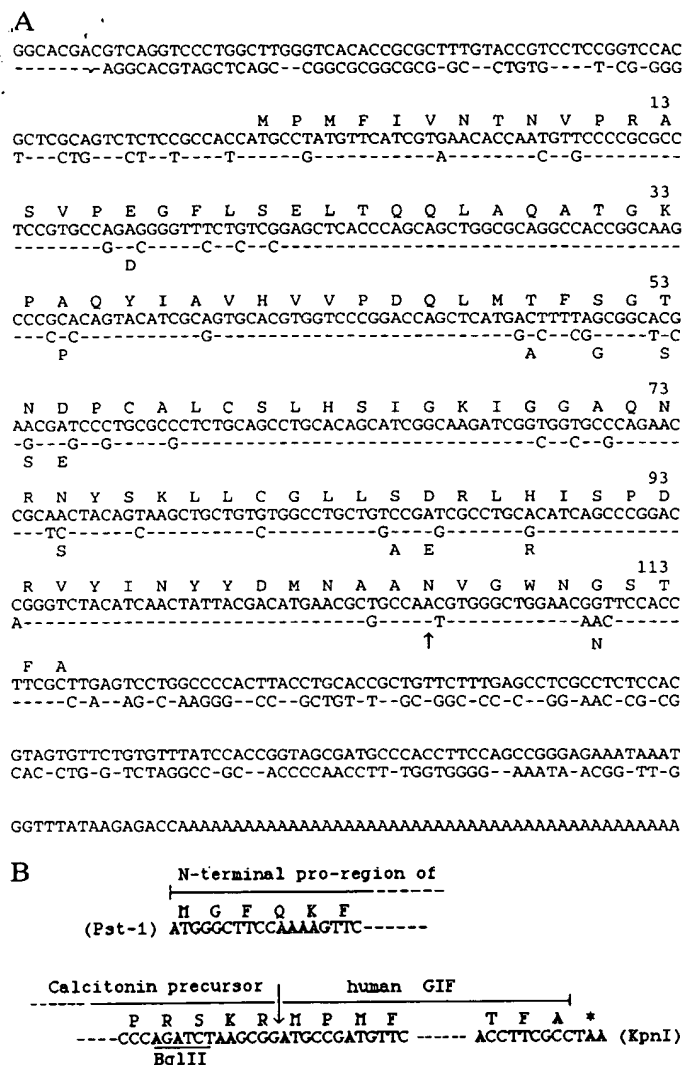 A
GGCACGACGTCAGGTCCCTGGCTTGGGTCACACCGCGCTTTGTACCGTCCTCCGGTCCAC
--------AGGCACGTAGCTCAGC--CGGCGCGGCGCG-GC--CTGTG----T-CG-GGG
13
M P M F I V N T N V P R A
GCTCGCAGTCTCTCCGCCACCATGCCTATGTTCATCGTGAACACCAATGTTCCCCGCGCC
T---CTG---CT--T---T------G-----------A-------C-G------
33
S V P E G F L S E L T Q Q L A Q A T G K
TCCGTGCCAGAGGGGTTTCTGTCGGAGCTCACCCAGCAGCTGGCGCAGGCCACCGGCAAG
--------G-C-----C--C--C-------------------------------------
D
53
P A Q Y I A V H V V P D Q L M T F S G T
CCCGCACAGTACATCGCAGTGCACGTGGTCCCGGACCAGCTCATGACTTTTAGCGGCACG
---C-C-----------G---------------------------G-C--CG-----T-C
P A G S
73
N D P C A L C S L H S I G K I G G A Q N
AACGATCCCTGCGCCCTCTGCAGCCTGCACAGCATCGGCAAGATCGGTGGTGCCCAGAAC
-G---G--G-----G---------------------------------C--C--G-----
S E
93
R N Y S K L L C G L L S D R L H I S P D
CGCAACTACAGTAAGCTGCTGTGTGGCCTGCTGTCCGATCGCCTGCACATCAGCCCGGAC
---TC------C--------C-----------G---G--------G-------------
S A E R
113
R V Y I N Y Y D M N A A N V G W N G S T
CGGGTCTACATCAACTATTACGACATGAACGCTGCCAACGTGGGCTGGAACGGTTCCACC
A-------------------------------G-----T------------AAC------
↑ N
F A
TTCGCTTGAGTCCTGGCCCCACTTACCTGCACCGCTGTTCTTTGAGCCTCGCCTCTCCAC
-----C-A--AG-C-AAGGG---CC--GCTGT-T--GC-GGC-CC-C--GG-AAC-CG-CG
GTAGTGTTCTGTGTTTATCCACCGGTAGCGATGCCCACCTTCCAGCCGGGAGAAATAAAT
CAC-CTG-G-TCTAGGCC-GC--ACCCCAACCTT-TGGTGGGG--AAATA-ACGG-TT-G
GGTTTATAAGAGACCAAAAAAAAAAAAAAAAAAAAAAAAAAAAAAAAAAAAAAAAAAAAA
B
N-terminal pro-region of
M G F Q K F
(Pst-1) ATGGGCTTCCAAAAGTTC------
Calcitonin precursor human GIF
P R S K R M P M F T F A *
----CCCAGATCTAAGCGGATGCCGATGTTC ----- ACCTTCGCCTAA (KpnI)
BglII